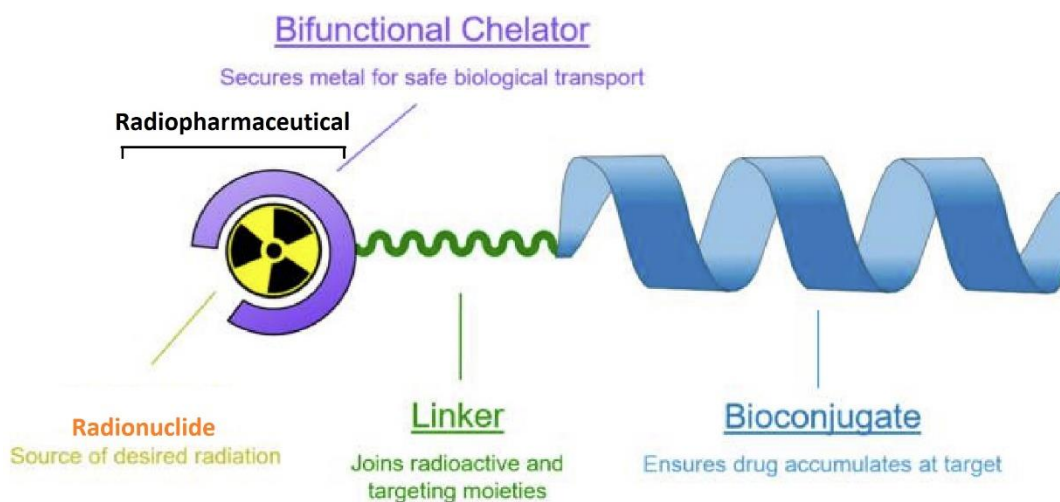 Bifunctional Chelator
Secures metal for safe biological transport
Radiopharmaceutical
Radionuclide
Source of desired radiation
Linker
Joins radioactive and
targeting moieties
Bioconjugate
Ensures drug accumulates at target